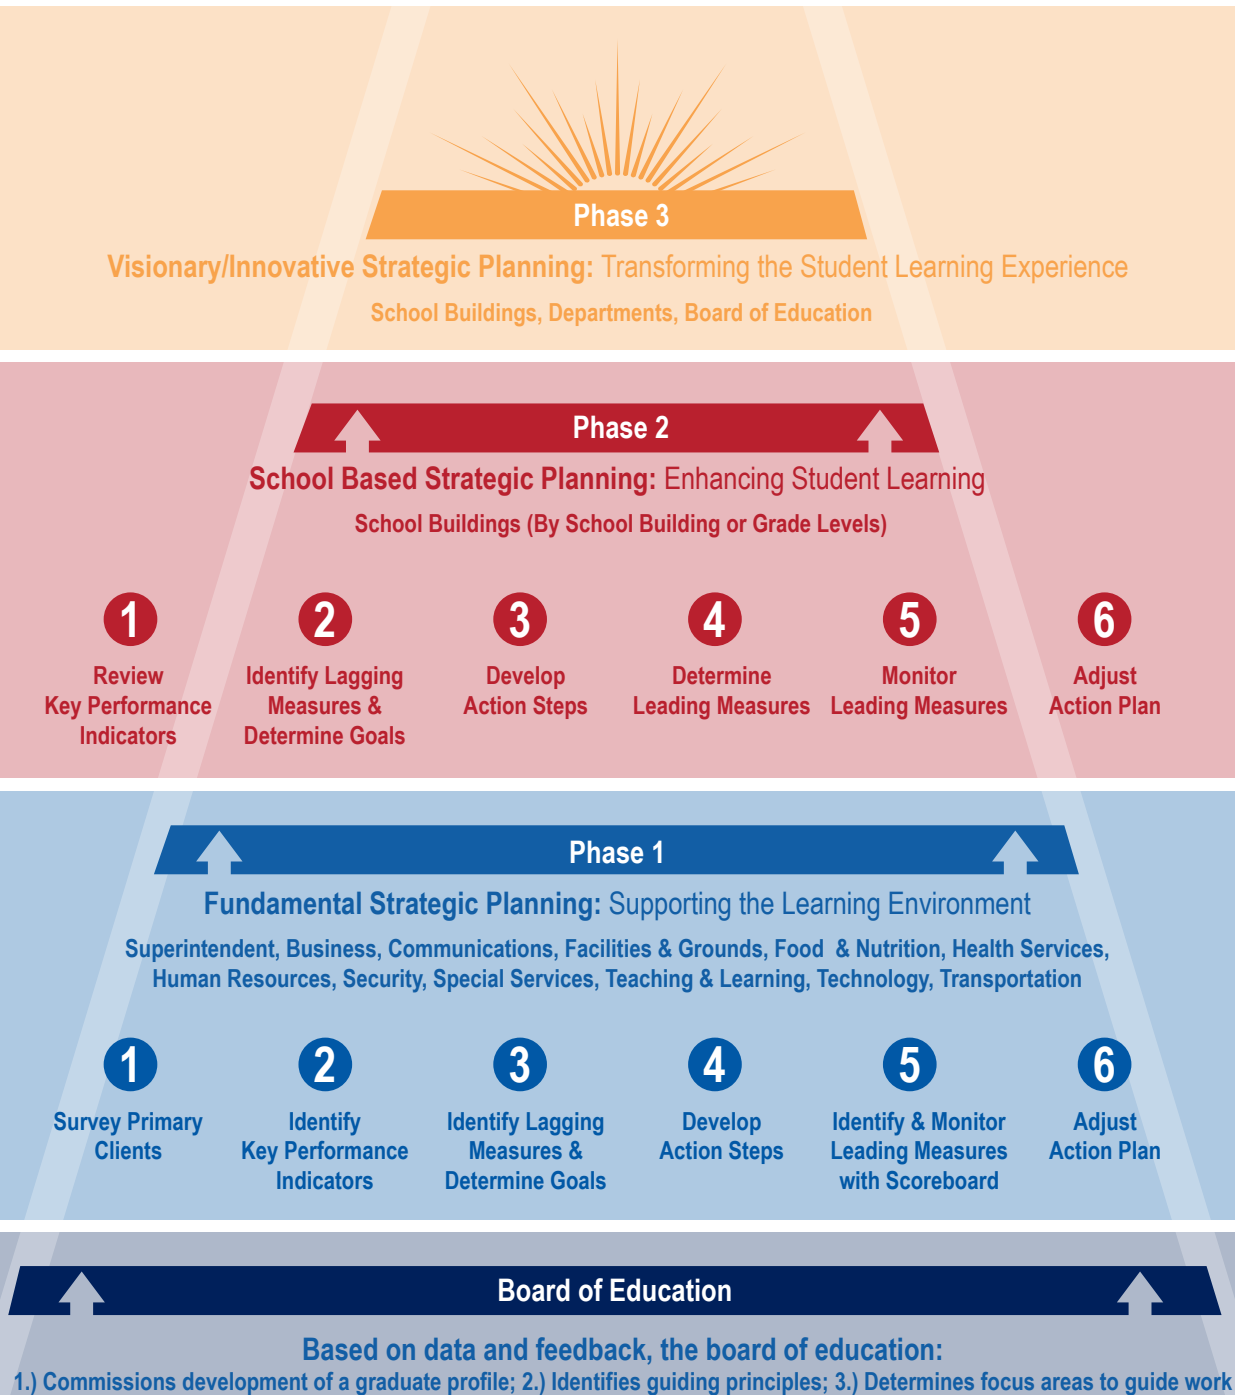 Phase 3
Visionary/Innovative Strategic Planning: Transforming the Student Learning Experience
School Buildings, Departments, Board of Education
Phase 2
School Based Strategic Planning: Enhancing Student Learning
School Buildings (By School Building or Grade Levels)
1
Review
Key Performance
Indicators
2
Identify Lagging
Measures &
Determine Goals
3
Develop
Action Steps
4
Determine
Leading Measures
5
Monitor
Leading Measures
6
Adjust
Action Plan
Phase 1
Fundamental Strategic Planning: Supporting the Learning Environment
Superintendent, Business, Communications, Facilities & Grounds, Food & Nutrition, Health Services,
Human Resources, Security, Special Services, Teaching & Learning, Technology, Transportation
1
Survey Primary
Clients
2
Identify
Key Performance
Indicators
3
Identify Lagging
Measures &
Determine Goals
4
Develop
Action Steps
5
Identify & Monitor
Leading Measures
with Scoreboard
6
Adjust
Action Plan
Board of Education
Based on data and feedback, the board of education:
1.) Commissions development of a graduate profile; 2.) Identifies guiding principles; 3.) Determines focus areas to guide work